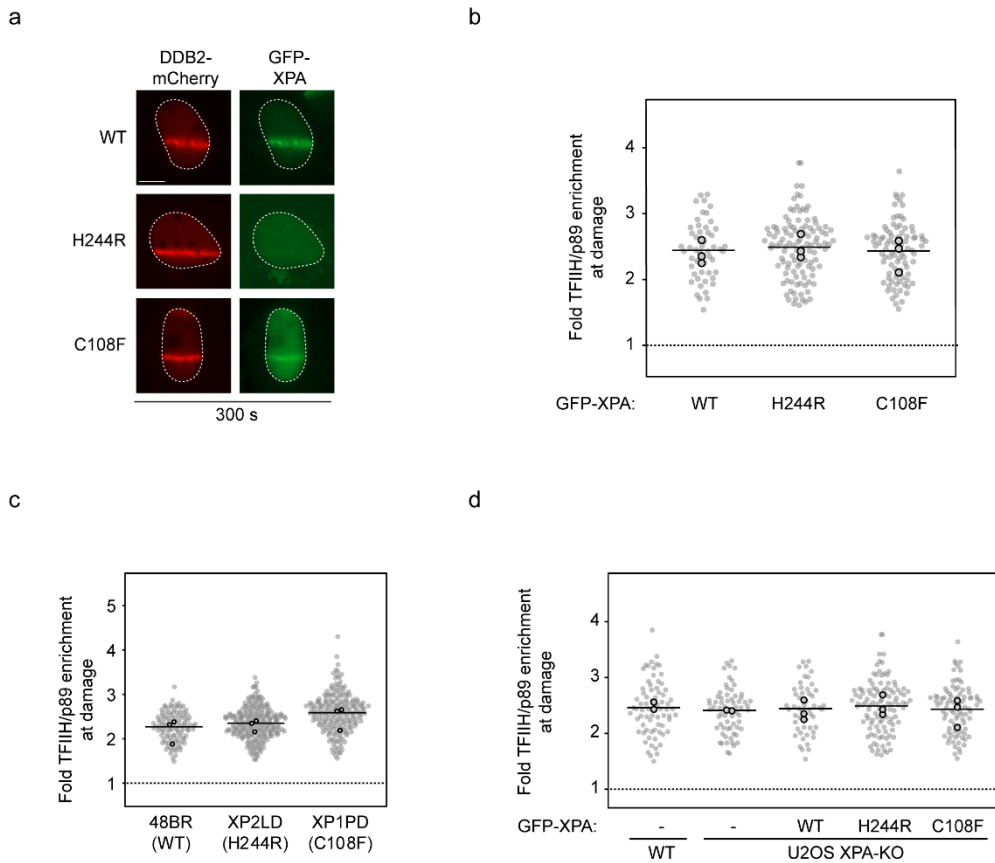 a
DDB2-
mCherry
GFP-
XPA
WT
H244R
C108F
300 s
b
Fold TFIIH/p89 enrichment
at damage
4
3
2
1
GFP-XPA:
WT
H244R
C108F
c
Fold TFIIH/p89 enrichment
at damage
5
4
3
2
1
48BR
(WT)
XP2LD
(H244R)
XP1PD
(C108F)
d
Fold TFIIH/p89 enrichment
at damage
4
3
2
1
GFP-XPA:
-
-
WT
H244R
C108F
WT
U2OS XPA-KO